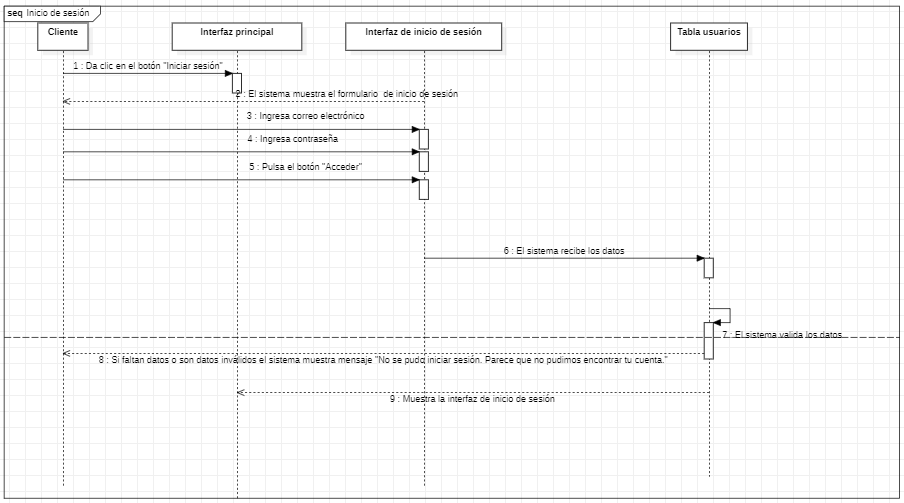 seq Inicio de sesión
Cliente
Interfaz principal
Interfaz de inicio de sesión
Tabla usuarios
1 : Da clic en el botón "Iniciar sesión"
2 : El sistema muestra el formulario de inicio de sesión
3 : Ingresa correo electrónico
4 : Ingresa contraseña
5 : Pulsa el botón "Acceder"
6 : El sistema recibe los datos
7 : El sistema valida los datos
8 : Si faltan datos o son datos inválidos el sistema muestra mensaje "No se pudo iniciar sesión. Parece que no pudimos encontrar tu cuenta."
9 : Muestra la interfaz de inicio de sesión